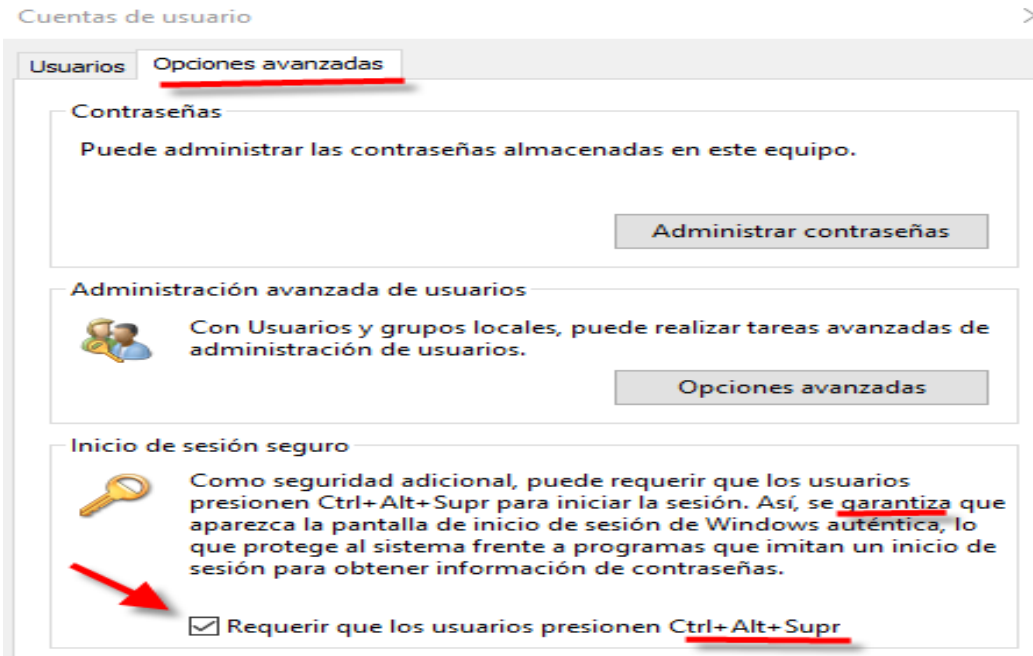 Cuentas de usuario
Usuarios Opciones avanzadas
Contraseñas
Puede administrar las contraseñas almacenadas en este equipo.
Administrar contraseñas
Administración avanzada de usuarios
Con Usuarios y grupos locales, puede realizar tareas avanzadas de
administración de usuarios.
Opciones avanzadas
Inicio de sesión seguro
Como seguridad adicional, puede requerir que los usuarios
presionen Ctrl+Alt+Supr para iniciar la sesión. Así, se garantiza que
aparezca la pantalla de inicio de sesión de Windows auténtica, lo
que protege al sistema frente a programas que imitan un inicio de
sesión para obtener información de contraseñas.
Requerir que los usuarios presionen Ctrl+Alt+Supr